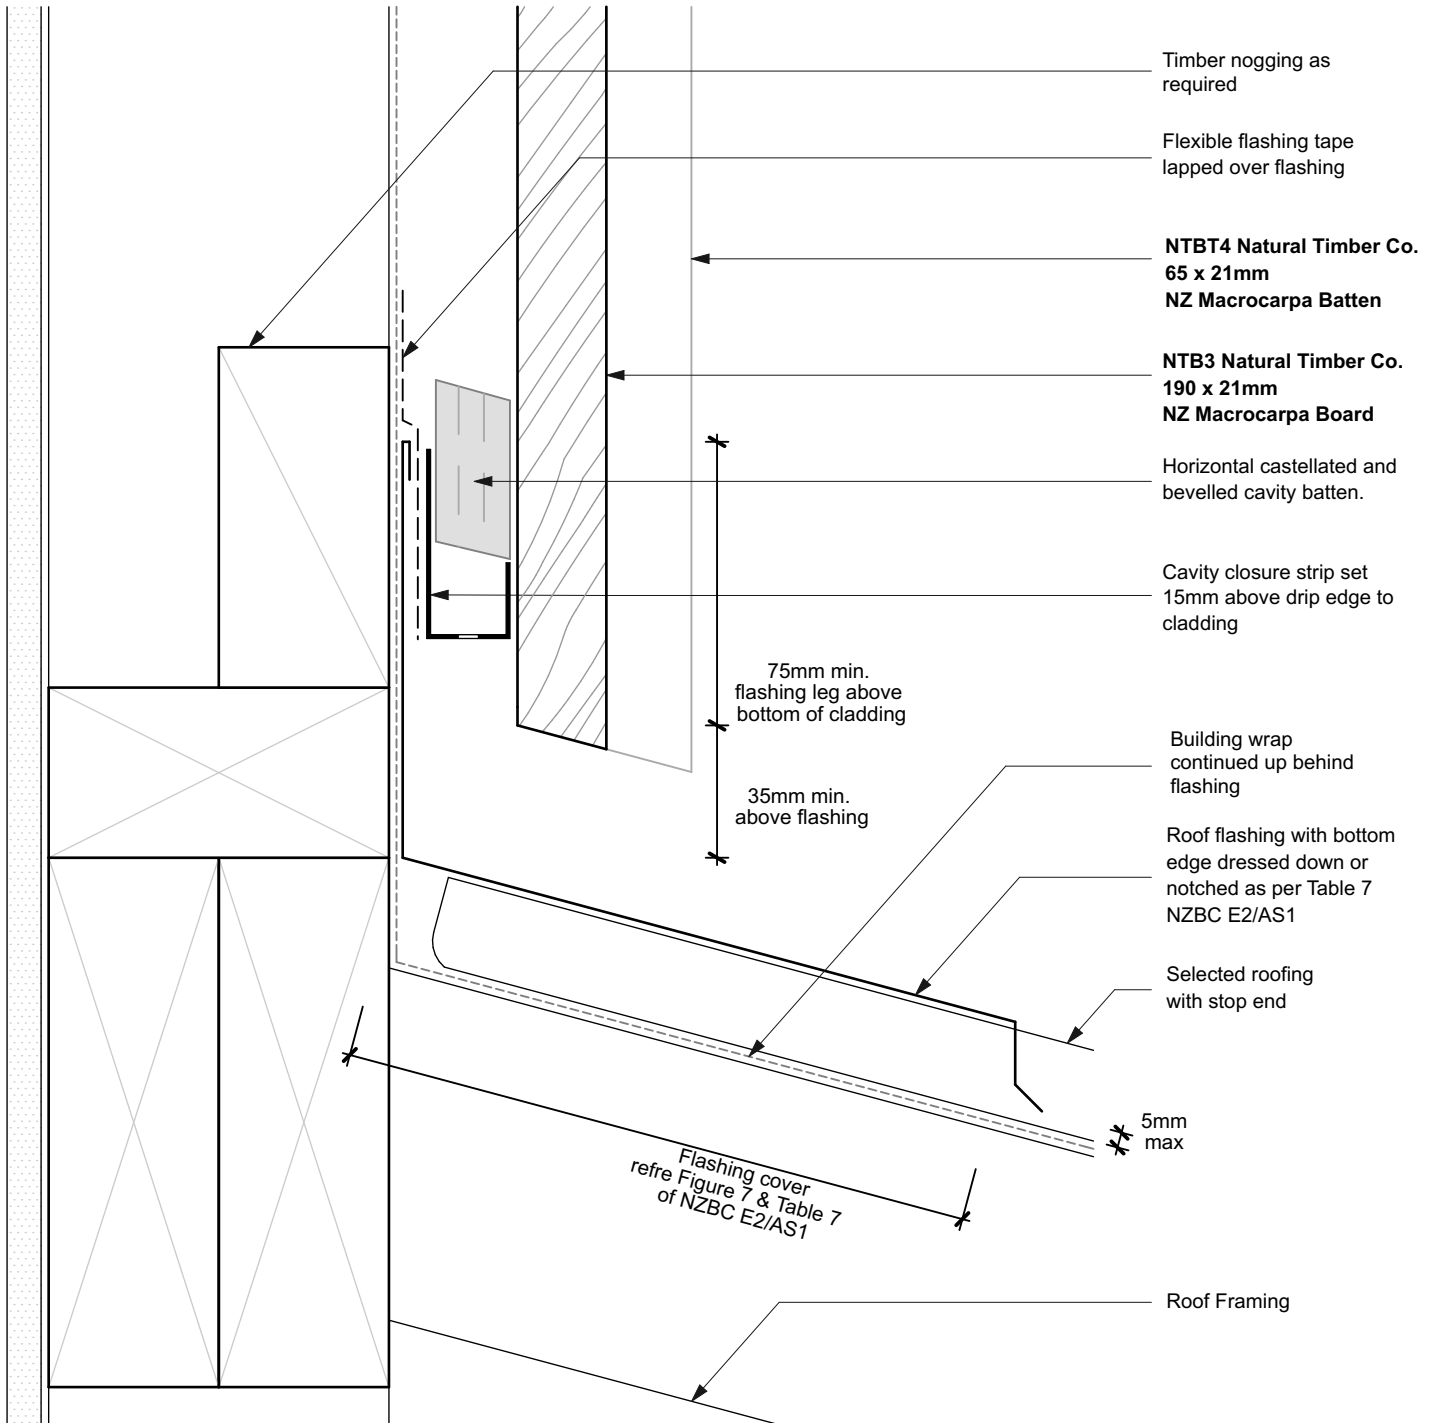 Timber nogging as
required
Flexible flashing tape
lapped over flashing
NTBT4 Natural Timber Co.
65 x 21mm
NZ Macrocarpa Batten
NTB3 Natural Timber Co.
190 x 21mm
NZ Macrocarpa Board
Horizontal castellated and
bevelled cavity batten.
Cavity closure strip set
15mm above drip edge to
cladding
75mm min.
flashing leg above
bottom of cladding
35mm min.
above flashing
Building wrap
continued up behind
flashing
Roof flashing with bottom
edge dressed down or
notched as per Table 7
NZBC E2/AS1
Selected roofing
with stop end
5mm
max
Flashing cover
refre Figure 7 & Table 7
of NZBC E2/AS1
Roof Framing